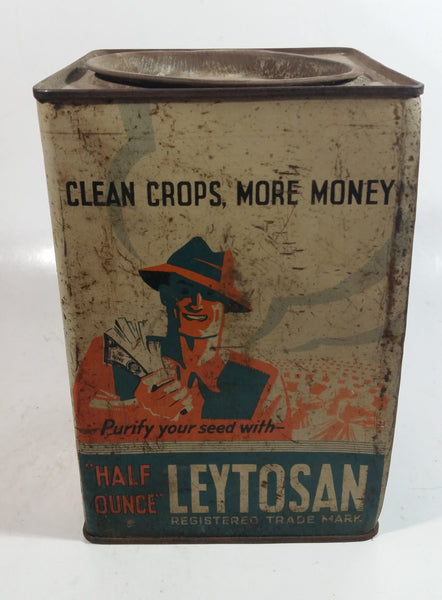 CLEAN CROPS, MORE MONEY
Purify your seed with
"HALF
OUNCE"
LEYTOSAN
REGISTERED TRADE MARK